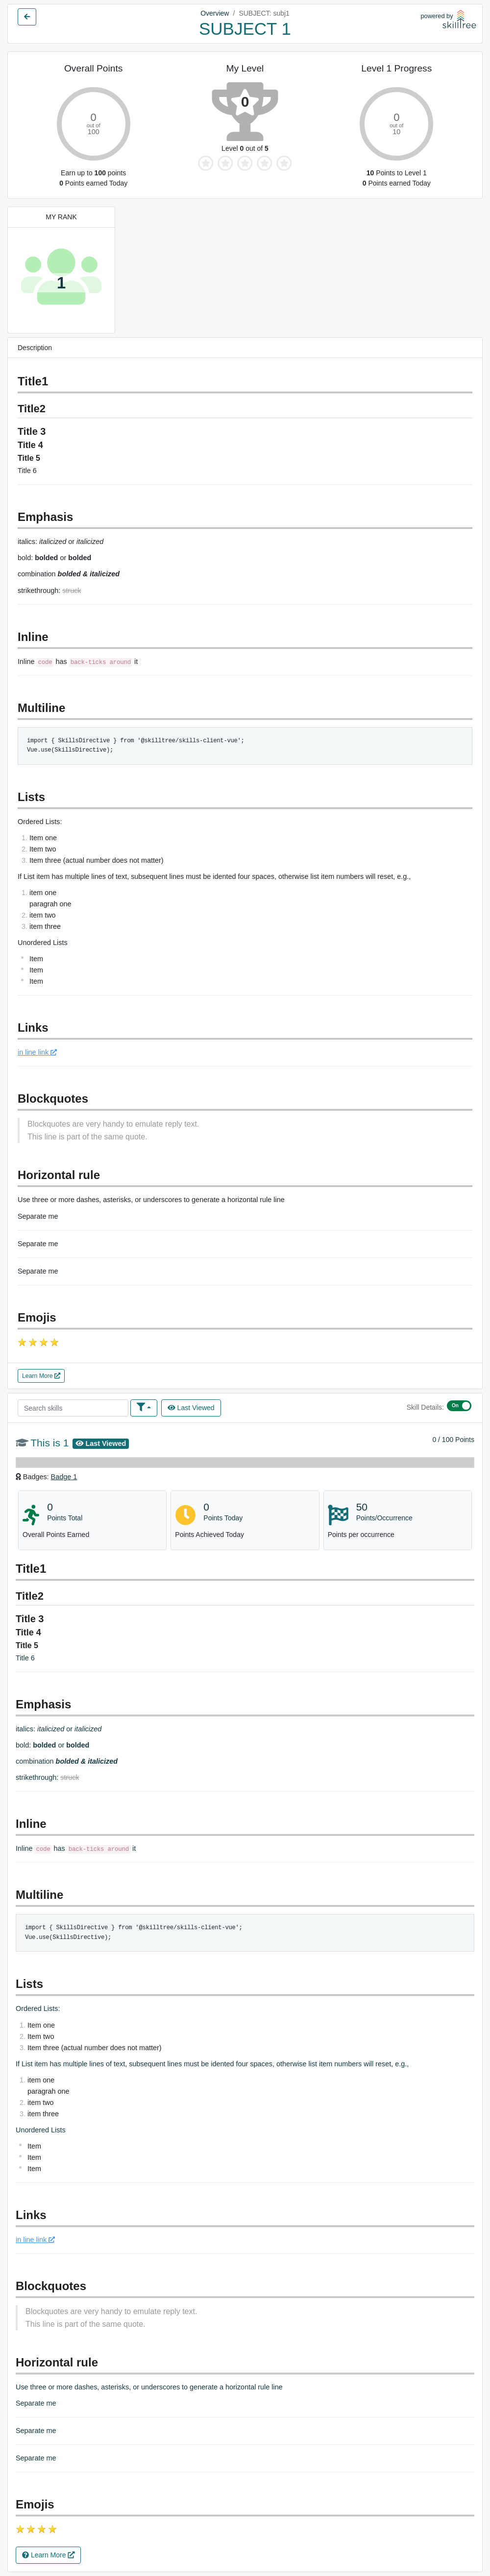 Overview / SUBJECT: subj1
SUBJECT 1
powered by
skilltree
Overall Points
0
out of
100
Earn up to 100 points
0 Points earned Today
My Level
0
Level 0 out of 5
Level 1 Progress
0
out of
10
10 Points to Level 1
0 Points earned Today
MY RANK
1
Description
Title1
Title2
Title 3
Title 4
Title 5
Title 6
Emphasis
italics: italicized or italicized
bold: bolded or bolded
combination bolded & italicized
strikethrough: struck
Inline
Inline code has back-ticks around it
Multiline
import { SkillsDirective } from '@skilltree/skills-client-vue';
Vue.use(SkillsDirective);
Lists
Ordered Lists:
1. Item one
2. Item two
3. Item three (actual number does not matter)
If List item has multiple lines of text, subsequent lines must be idented four spaces, otherwise list item numbers will reset, e.g.,
1. item one
paragrah one
2. item two
3. item three
Unordered Lists
* Item
* Item
* Item
Links
in line link
Blockquotes
Blockquotes are very handy to emulate reply text.
This line is part of the same quote.
Horizontal rule
Use three or more dashes, asterisks, or underscores to generate a horizontal rule line
Separate me
Separate me
Separate me
Emojis
Learn More
Search skills
Last Viewed
Skill Details: On
This is 1 Last Viewed
0 / 100 Points
Badges: Badge 1
0
Points Total
Overall Points Earned
0
Points Today
Points Achieved Today
50
Points/Occurrence
Points per occurrence
Title1
Title2
Title 3
Title 4
Title 5
Title 6
Emphasis
italics: italicized or italicized
bold: bolded or bolded
combination bolded & italicized
strikethrough: struck
Inline
Inline code has back-ticks around it
Multiline
import { SkillsDirective } from '@skilltree/skills-client-vue';
Vue.use(SkillsDirective);
Lists
Ordered Lists:
1. Item one
2. Item two
3. Item three (actual number does not matter)
If List item has multiple lines of text, subsequent lines must be idented four spaces, otherwise list item numbers will reset, e.g.,
1. item one
paragrah one
2. item two
3. item three
Unordered Lists
* Item
* Item
* Item
Links
in line link
Blockquotes
Blockquotes are very handy to emulate reply text.
This line is part of the same quote.
Horizontal rule
Use three or more dashes, asterisks, or underscores to generate a horizontal rule line
Separate me
Separate me
Separate me
Emojis
Learn More